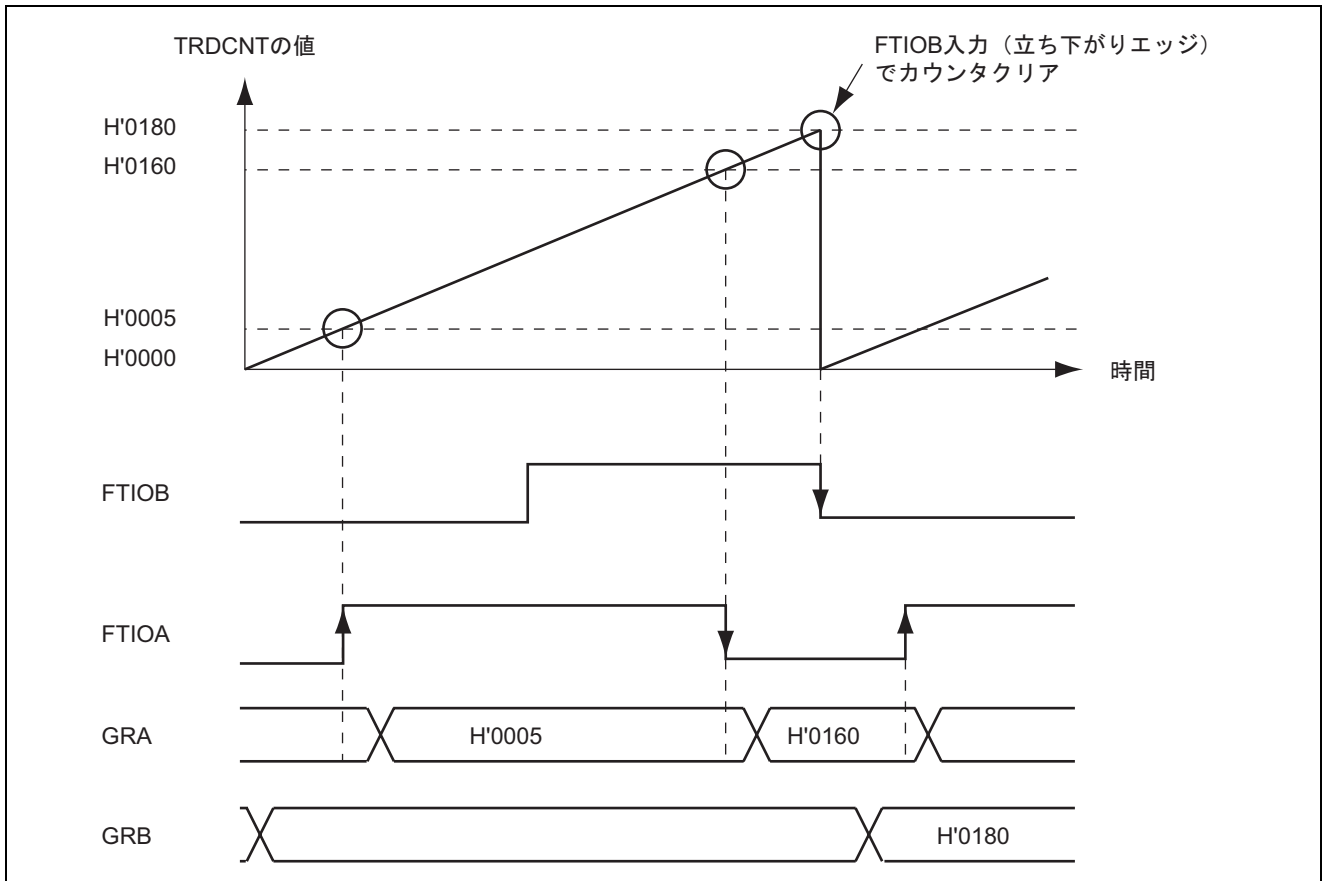 TRDCNTの値
FTIOB入力（立ち下がりエッジ）
でカウンタクリア
H'0180
H'0160
H'0005
H'0000
時間
FTIOB
FTIOA
GRA
H'0005
H'0160
GRB
H'0180